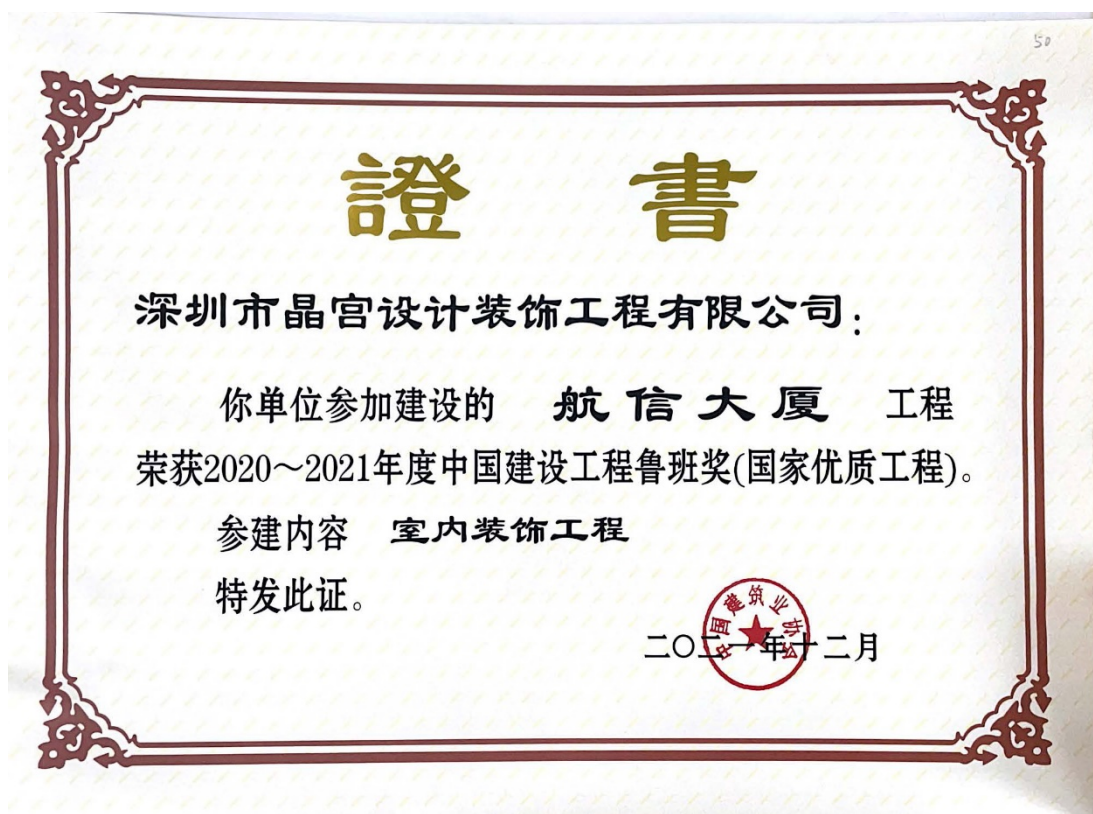 50
證 書
深圳市晶宫设计装饰工程有限公司：
你单位参加建设的 航信大厦 工程
荣获2020～2021年度中国建设工程鲁班奖(国家优质工程)。
参建内容 室内装饰工程
特发此证。
中国建筑业协会
二〇二一年十二月